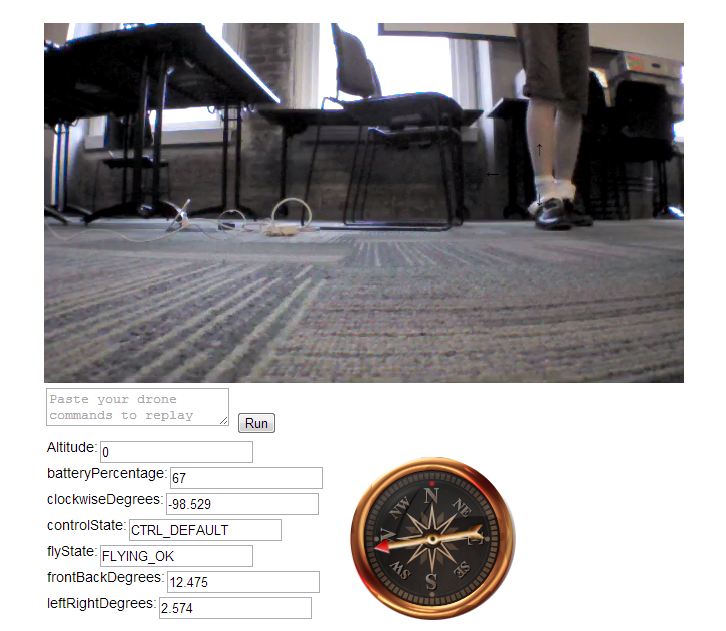 Paste your drone
commands to replay
Run
Altitude: 0
batteryPercentage: 67
clockwiseDegrees: -98.529
controlState: CTRL_DEFAULT
flyState: FLYING_OK
frontBackDegrees: 12.475
leftRightDegrees: 2.574
N
NW
NE
SW
SE
S